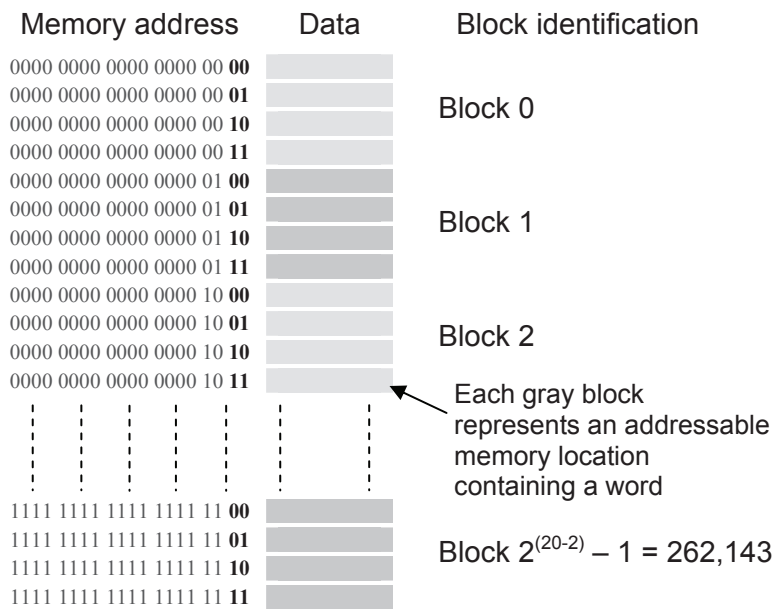 Memory address Data Block identification
0000 0000 0000 0000 00 00
0000 0000 0000 0000 00 01
0000 0000 0000 0000 00 10
0000 0000 0000 0000 00 11
Block 0
0000 0000 0000 0000 01 00
0000 0000 0000 0000 01 01
0000 0000 0000 0000 01 10
0000 0000 0000 0000 01 11
Block 1
0000 0000 0000 0000 10 00
0000 0000 0000 0000 10 01
0000 0000 0000 0000 10 10
0000 0000 0000 0000 10 11
Block 2
Each gray block
represents an addressable
memory location
containing a word
1111 1111 1111 1111 11 00
1111 1111 1111 1111 11 01
1111 1111 1111 1111 11 10
1111 1111 1111 1111 11 11
Block 2^(20-2) – 1 = 262,143